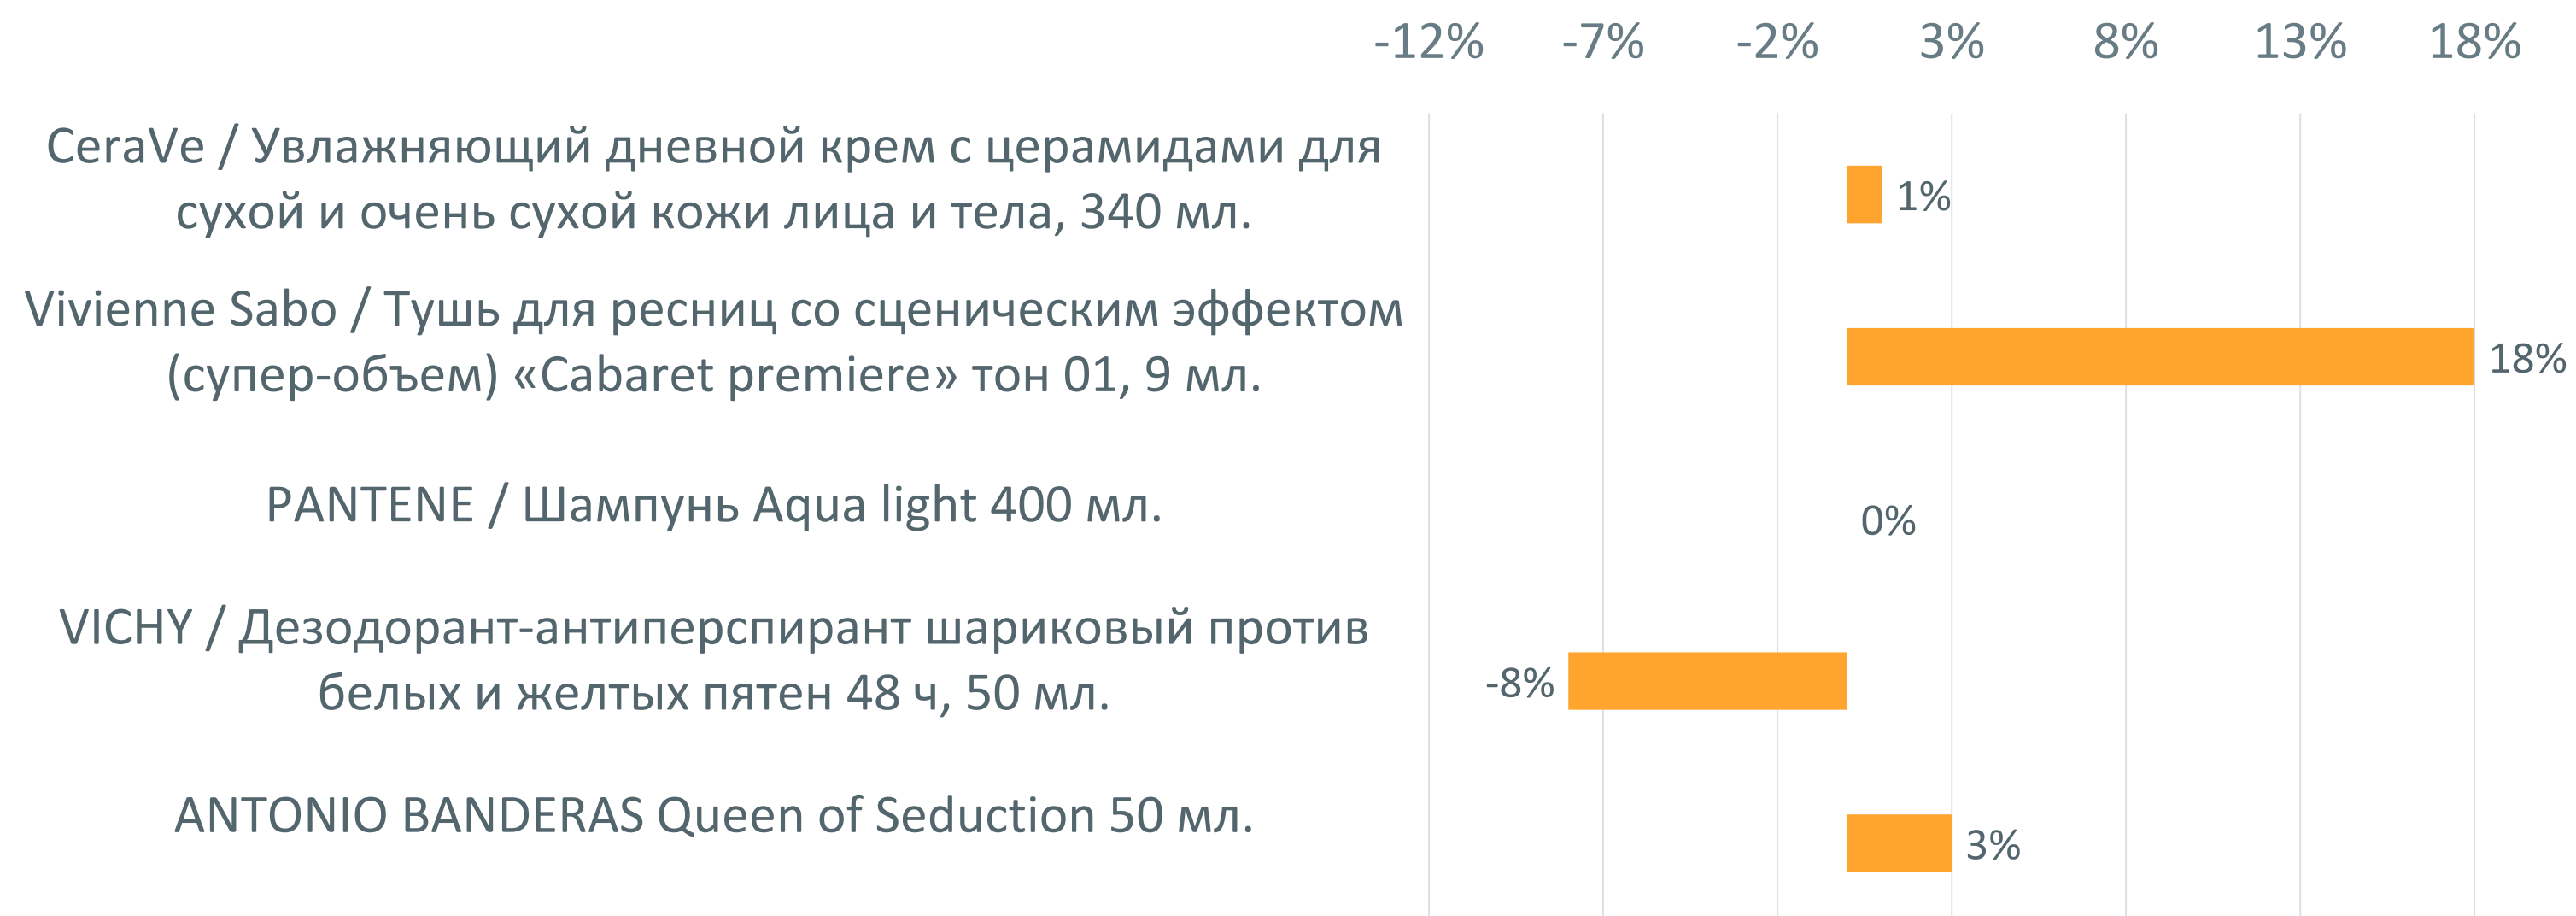 -12% -7% -2% 3% 8% 13% 18%
CeraVe / Увлажняющий дневной крем с церамидами для
сухой и очень сухой кожи лица и тела, 340 мл.
1%
Vivienne Sabo / Тушь для ресниц со сценическим эффектом
(супер-объем) «Cabaret premiere» тон 01, 9 мл.
18%
PANTENE / Шампунь Aqua light 400 мл.
0%
VICHY / Дезодорант-антиперспирант шариковый против
белых и желтых пятен 48 ч, 50 мл.
-8%
ANTONIO BANDERAS Queen of Seduction 50 мл.
3%